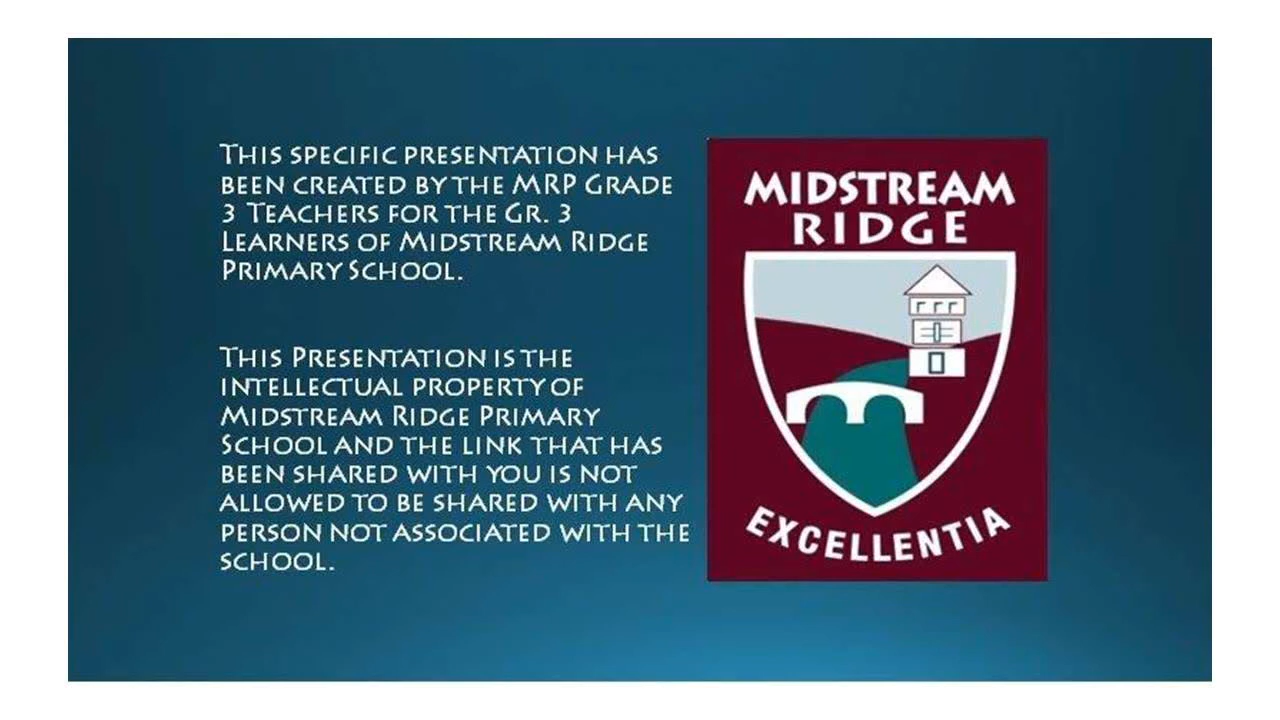 This specific presentation has
been created by the MRP Grade
3 Teachers for the Gr. 3
Learners of Midstream Ridge
Primary School.
This Presentation is the
intellectual property of
Midstream Ridge Primary
School and the link that has
been shared with you is not
allowed to be shared with any
person not associated with the
school.
MIDSTREAM
RIDGE
EXCELLENTIA